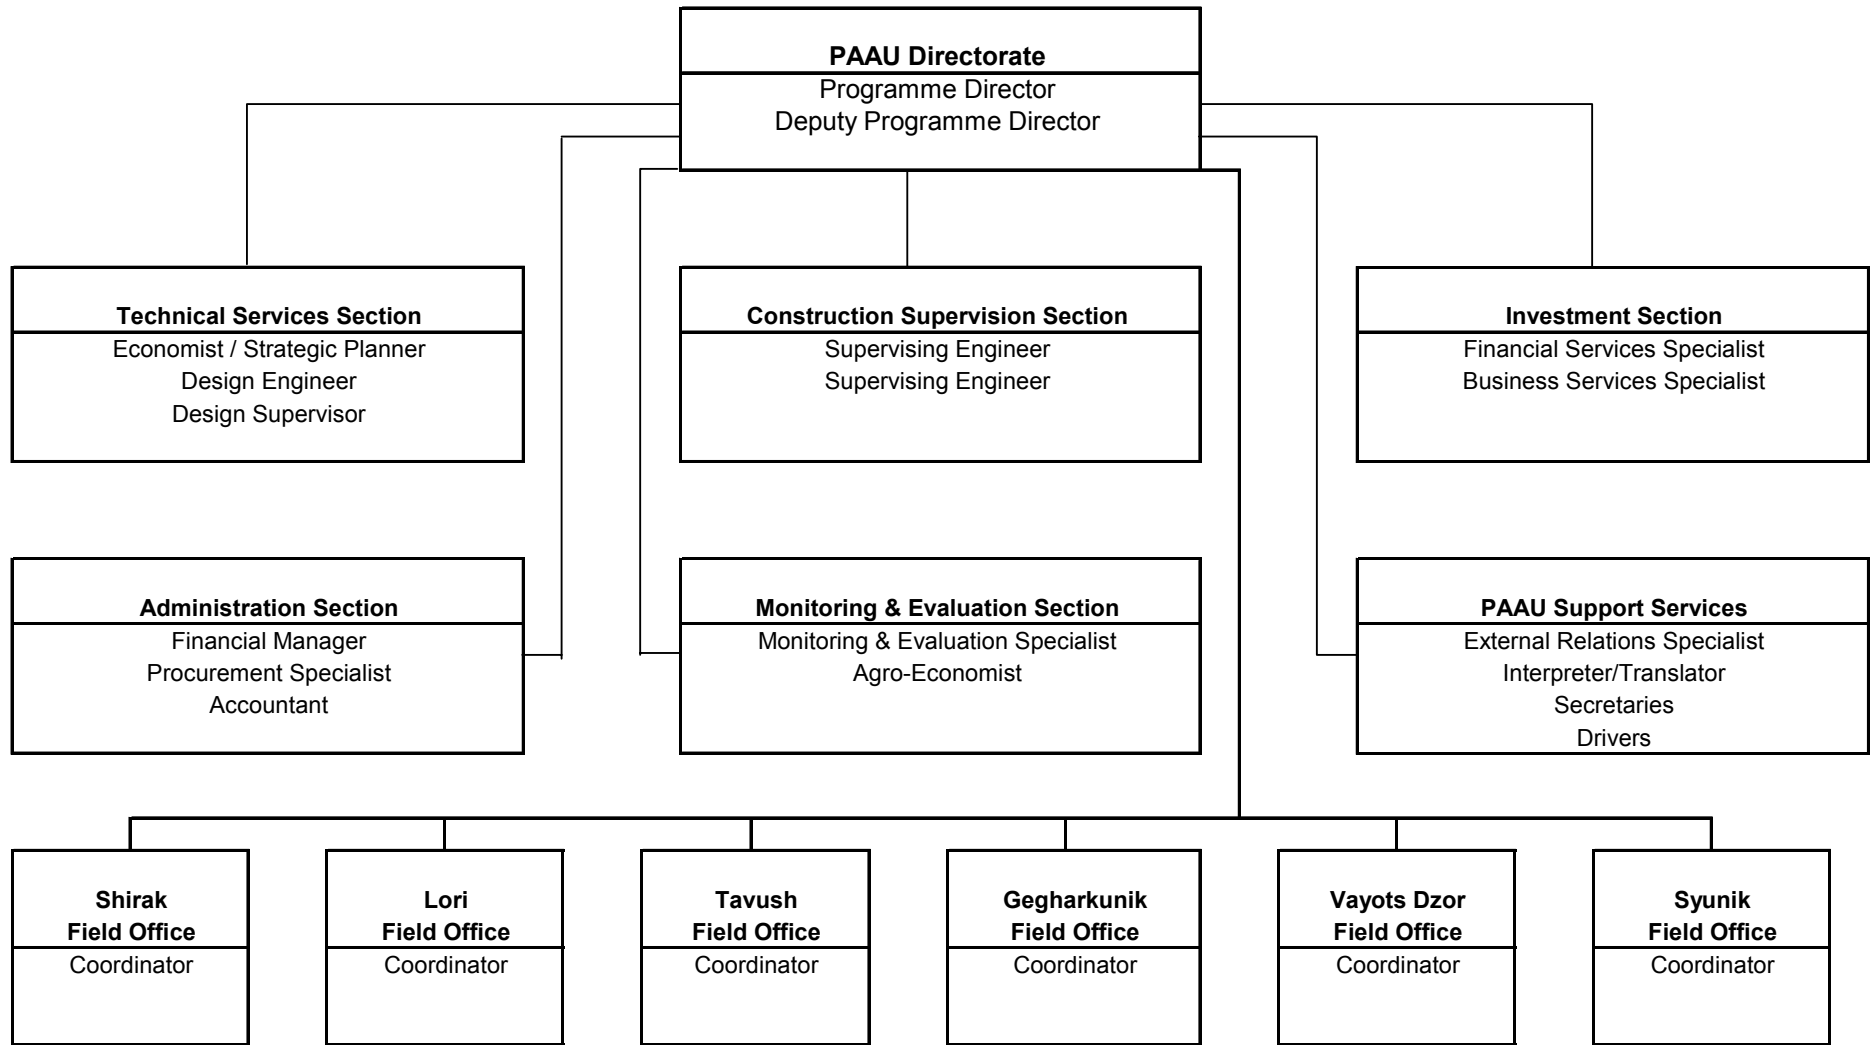 PAAU Directorate
Programme Director
Deputy Programme Director
Technical Services Section
Economist / Strategic Planner
Design Engineer
Design Supervisor
Construction Supervision Section
Supervising Engineer
Supervising Engineer
Investment Section
Financial Services Specialist
Business Services Specialist
Administration Section
Financial Manager
Procurement Specialist
Accountant
Monitoring & Evaluation Section
Monitoring & Evaluation Specialist
Agro-Economist
PAAU Support Services
External Relations Specialist
Interpreter/Translator
Secretaries
Drivers
Shirak
Field Office
Coordinator
Lori
Field Office
Coordinator
Tavush
Field Office
Coordinator
Gegharkunik
Field Office
Coordinator
Vayots Dzor
Field Office
Coordinator
Syunik
Field Office
Coordinator